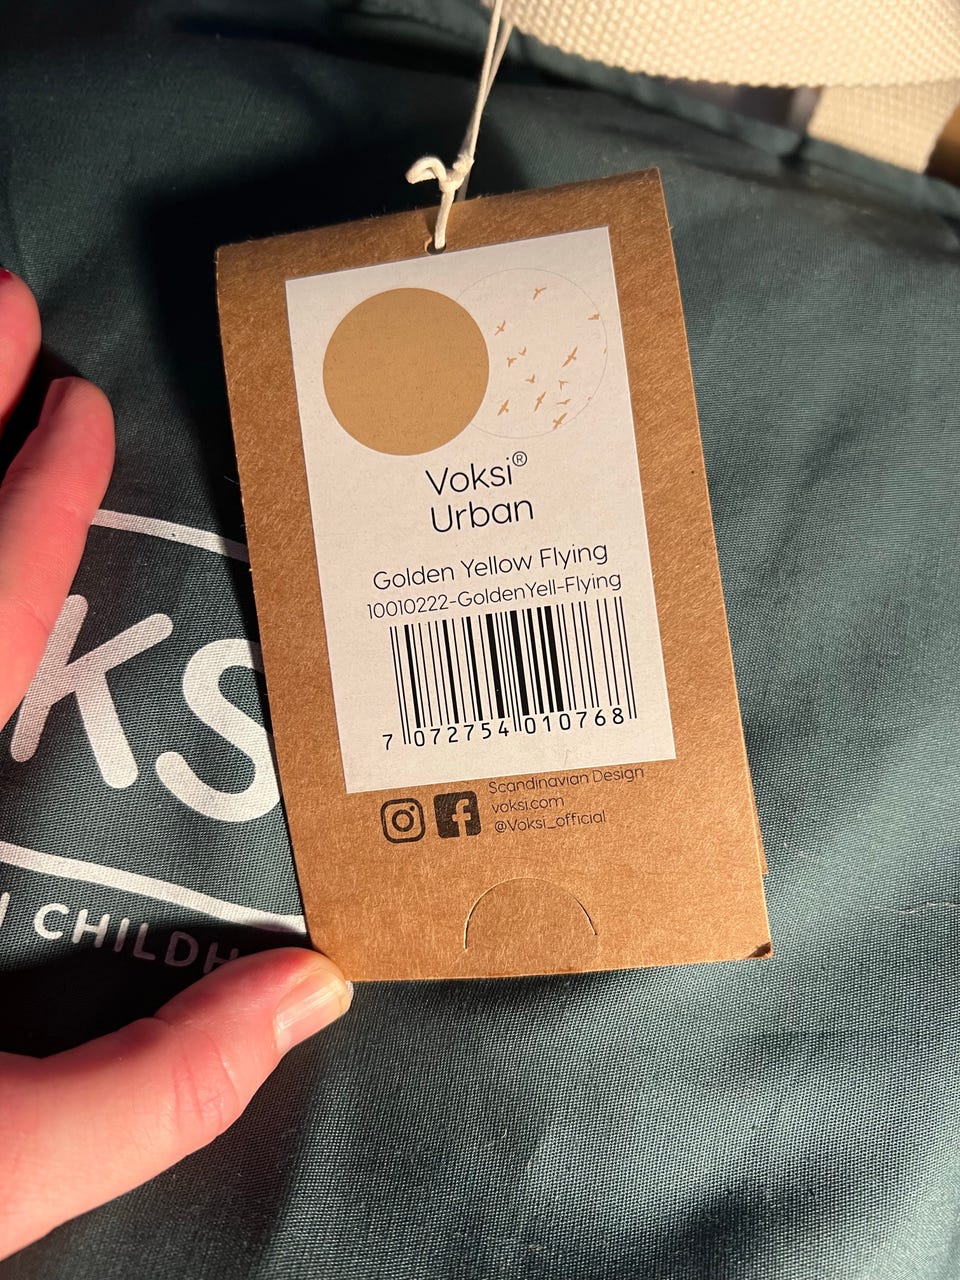 Voksi®
Urban
Golden Yellow Flying
10010222-GoldenYell-Flying
7 072754 010768
Scandinavian Design
voksi.com
@Voksi_official